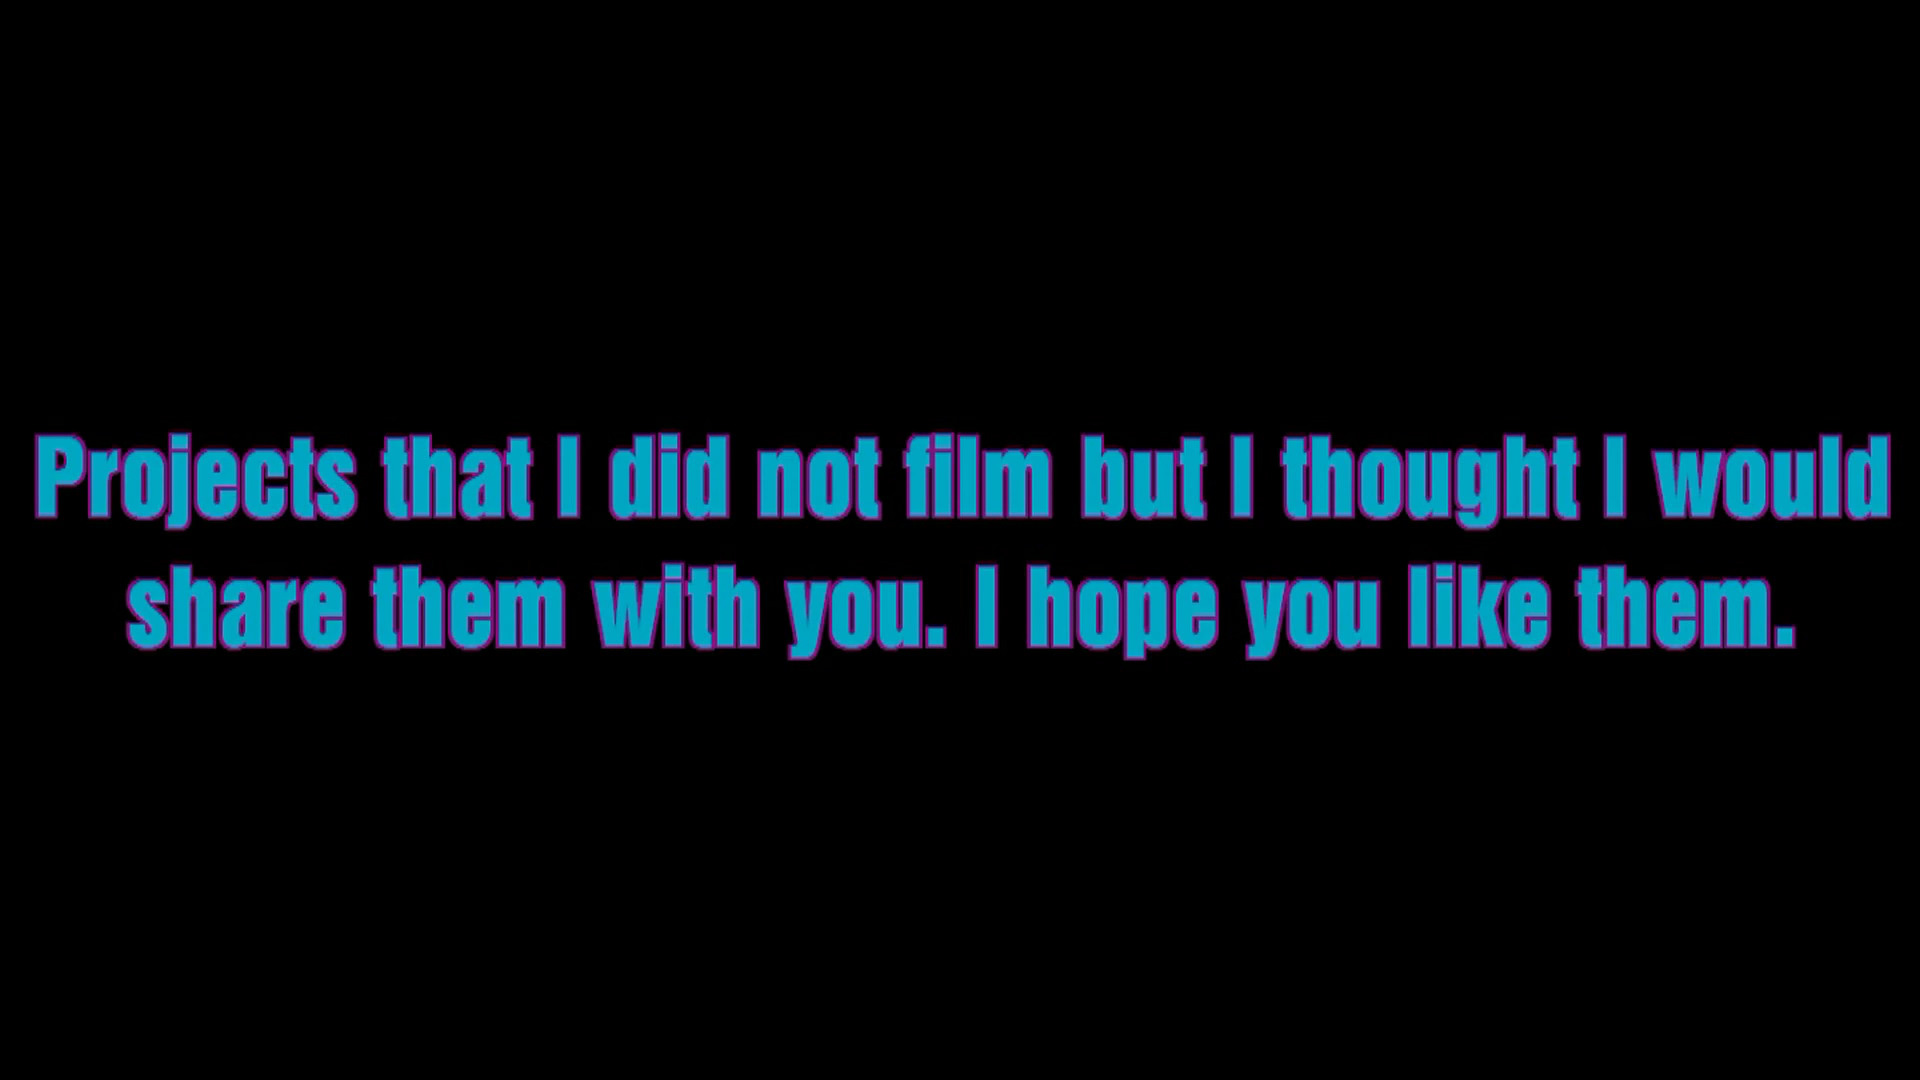 Projects that I did not film but I thought I would
share them with you. I hope you like them.